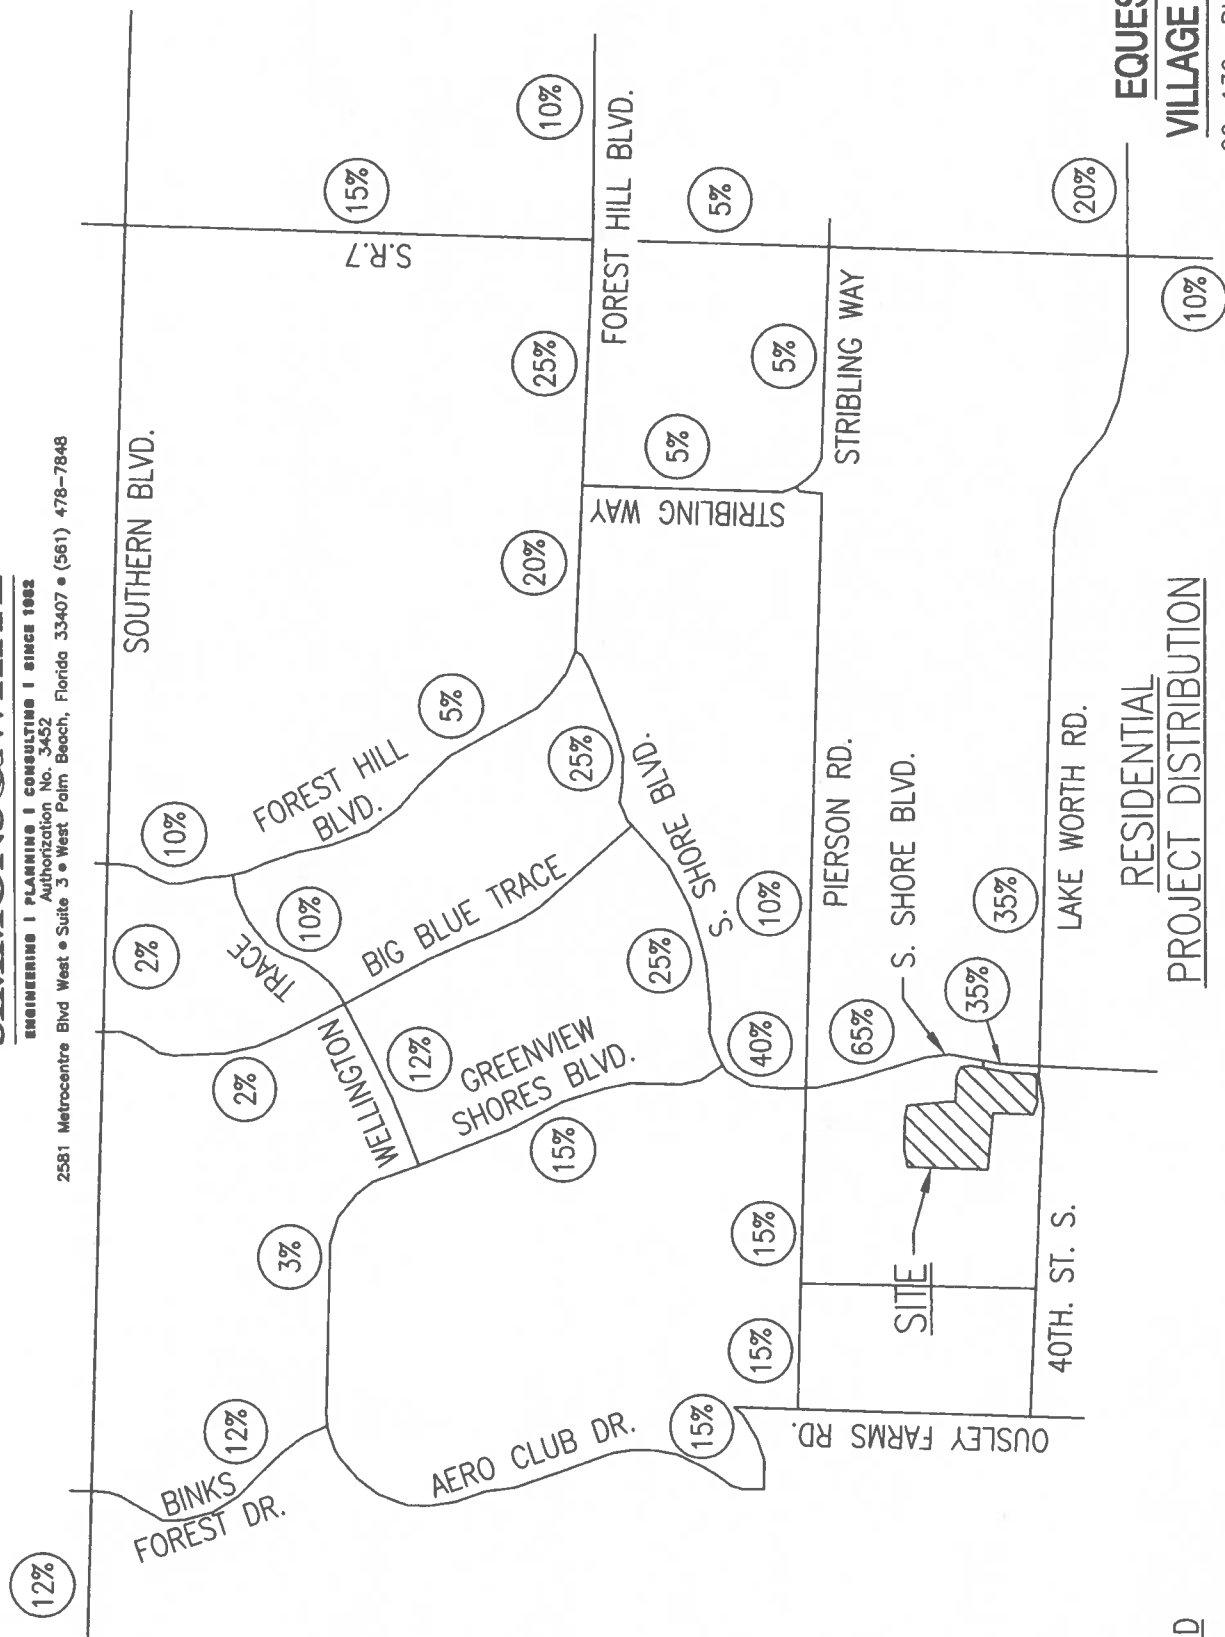 ENGINEERING | PLANNING | CONSULTING | SINCE 1982
Authorization No. 3452
2581 Metrocentre Blvd West • Suite 3 • West Palm Beach, Florida 33407 • (561) 478-7848
12%
SOUTHERN BLVD.
BINKS
FOREST DR.
12%
3%
2%
2%
10%
15%
S.R.7
10%
FOREST HILL
BLVD.
5%
20%
25%
FOREST HILL BLVD.
WELLINGTON
TRACE
10%
12%
BIG BLUE TRACE
GREENVIEW
SHORES BLVD.
15%
25%
25%
S. SHORE BLVD.
STRIBLING WAY
5%
5%
5%
STRIBLING WAY
AERO CLUB DR.
15%
15%
15%
40%
10%
PIERSON RD.
OUSLEY FARMS RD.
65%
S. SHORE BLVD.
SITE
35%
35%
40TH. ST. S.
LAKE WORTH RD.
20%
10%
RESIDENTIAL
PROJECT DISTRIBUTION
EQUES
VILLAGE
D